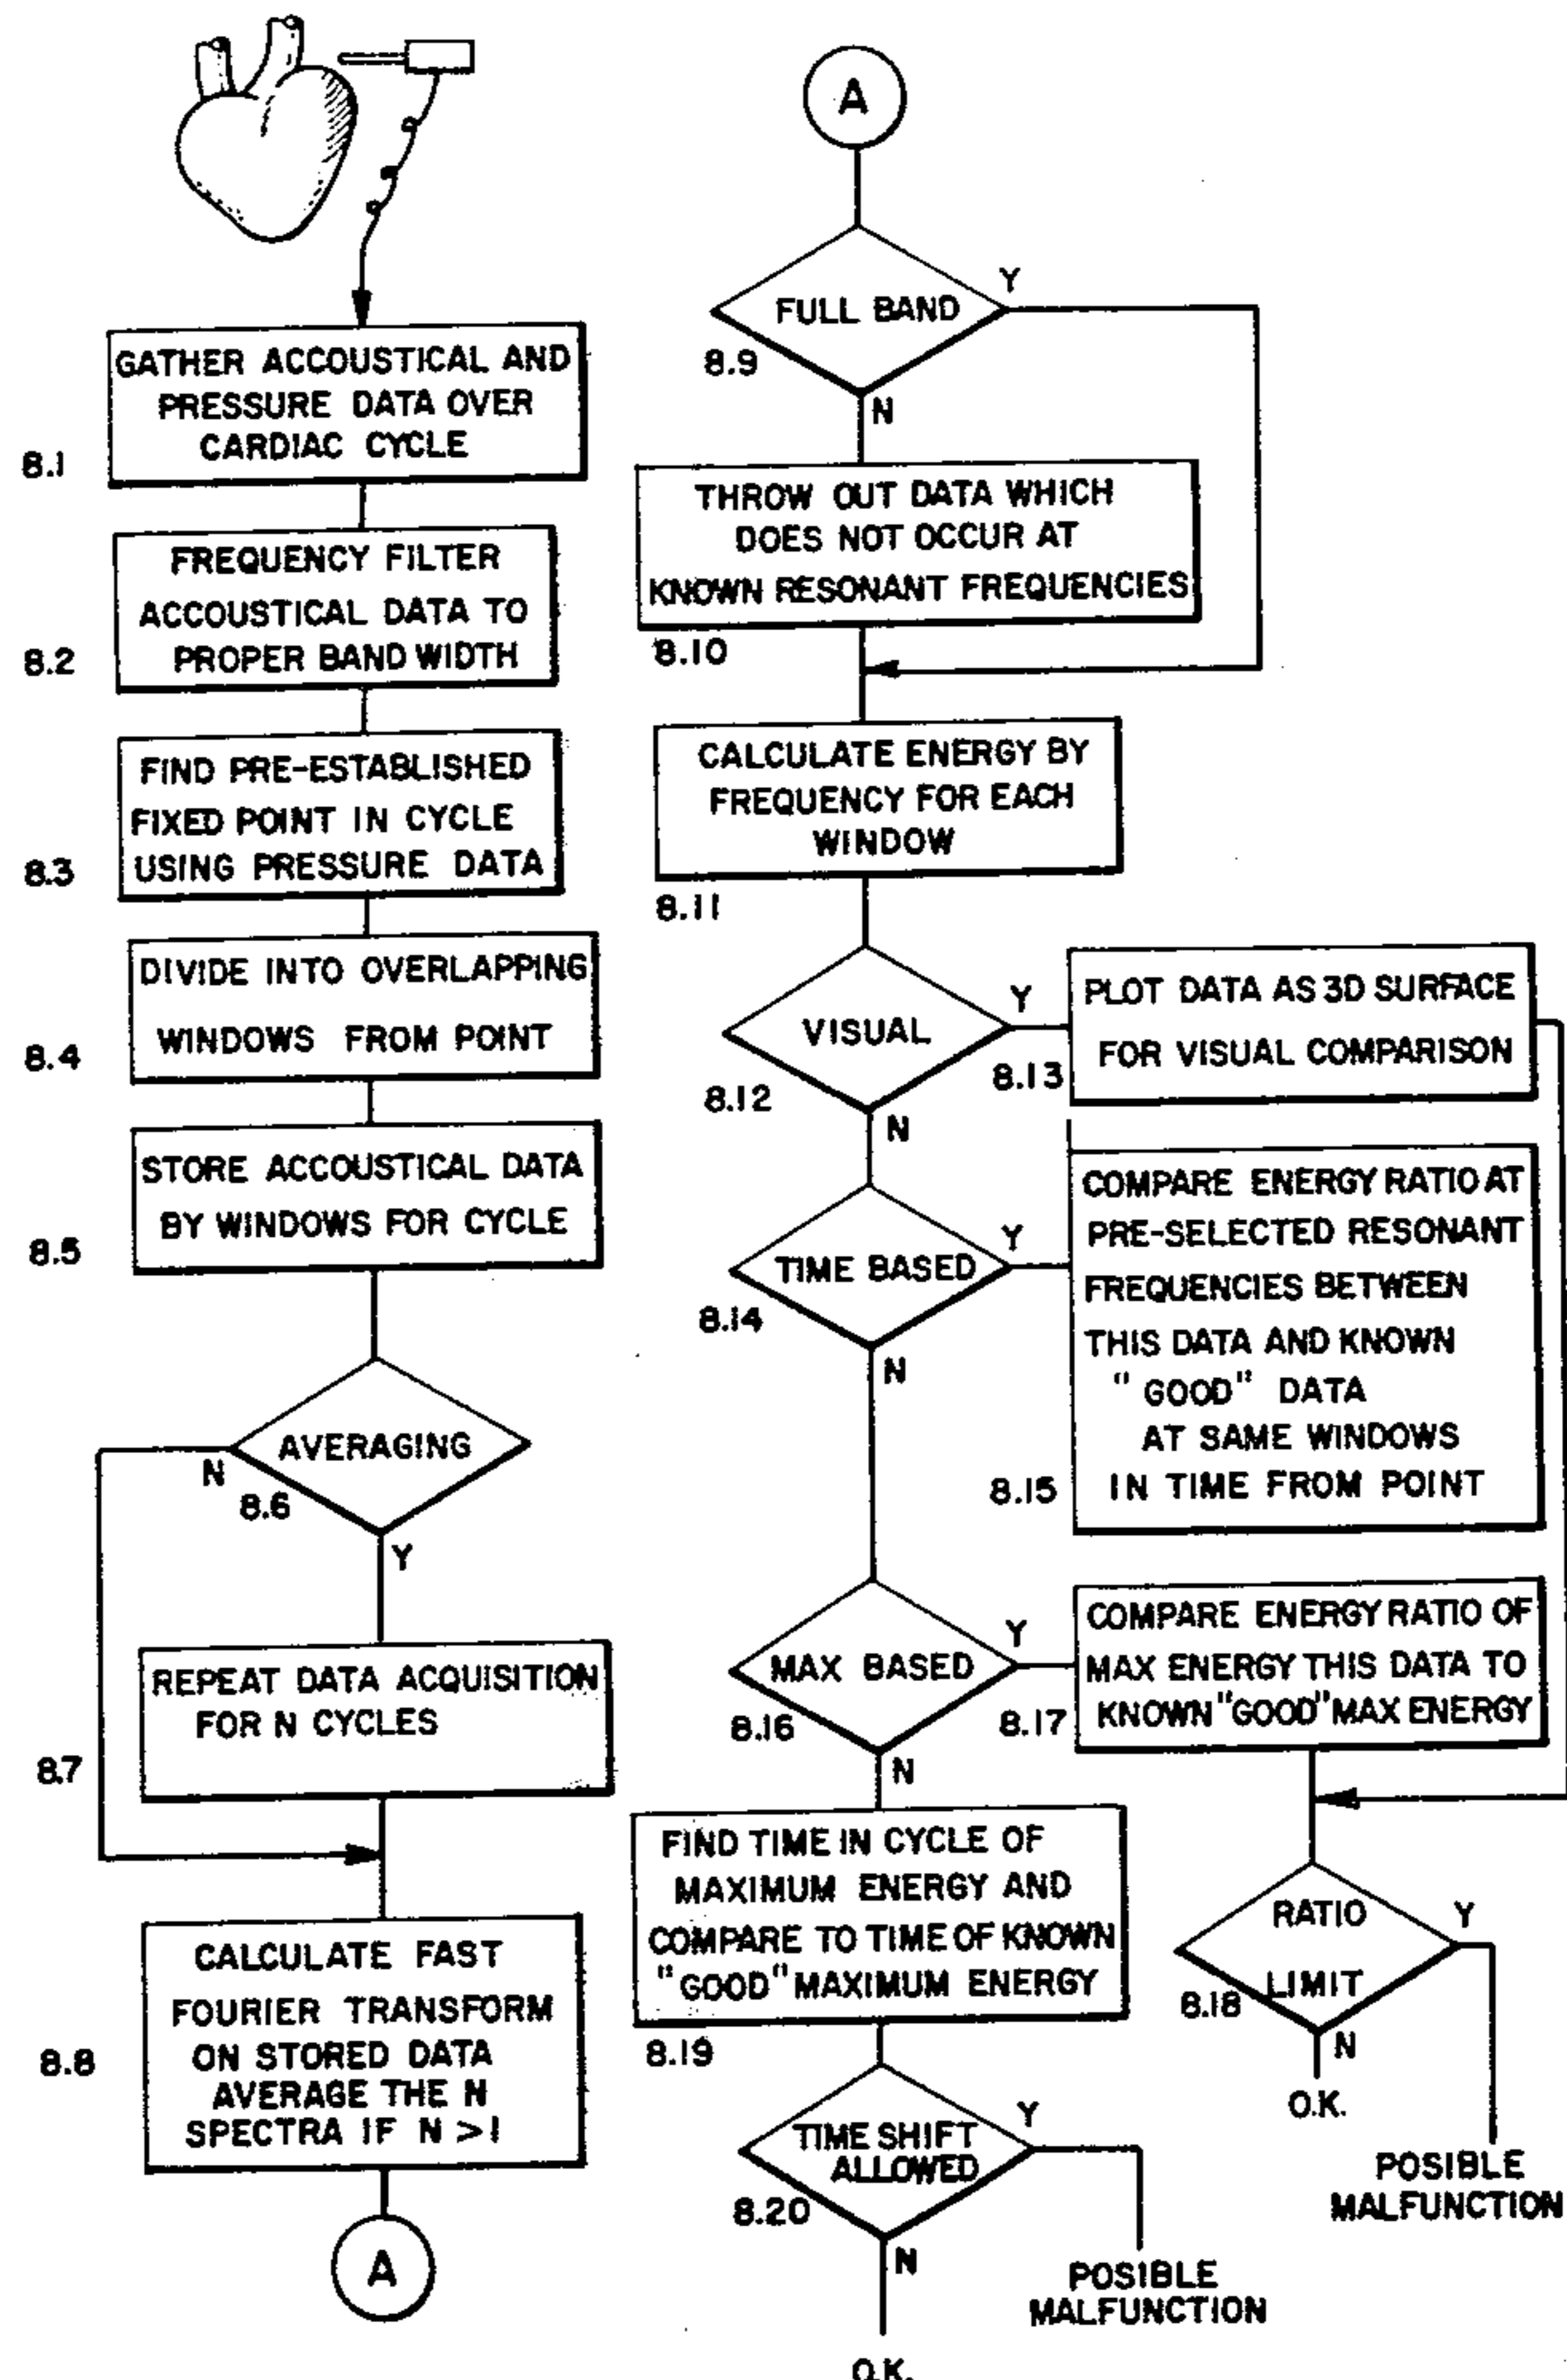 GATHER ACCOUSTICAL AND
PRESSURE DATA OVER
CARDIAC CYCLE
8.1
FREQUENCY FILTER
ACCOUSTICAL DATA TO
PROPER BAND WIDTH
8.2
FIND PRE-ESTABLISHED
FIXED POINT IN CYCLE
USING PRESSURE DATA
8.3
DIVIDE INTO OVERLAPPING
WINDOWS FROM POINT
8.4
STORE ACCOUSTICAL DATA
BY WINDOWS FOR CYCLE
8.5
AVERAGING
N
8.6
Y
REPEAT DATA ACQUISITION
FOR N CYCLES
8.7
CALCULATE FAST
FOURIER TRANSFORM
ON STORED DATA
AVERAGE THE N
SPECTRA IF N >1
8.8
A
A
Y
FULL BAND
8.9
N
THROW OUT DATA WHICH
DOES NOT OCCUR AT
KNOWN RESONANT FREQUENCIES
8.10
CALCULATE ENERGY BY
FREQUENCY FOR EACH
WINDOW
8.11
VISUAL
Y
8.12
N
PLOT DATA AS 3D SURFACE
FOR VISUAL COMPARISON
8.13
TIME BASED
Y
8.14
N
COMPARE ENERGY RATIO AT
PRE-SELECTED RESONANT
FREQUENCIES BETWEEN
THIS DATA AND KNOWN
"GOOD" DATA
AT SAME WINDOWS
IN TIME FROM POINT
8.15
MAX BASED
Y
8.16
N
COMPARE ENERGY RATIO OF
MAX ENERGY THIS DATA TO
KNOWN "GOOD" MAX ENERGY
8.17
RATIO
LIMIT
Y
8.18
N
O.K.
POSIBLE
MALFUNCTION
FIND TIME IN CYCLE OF
MAXIMUM ENERGY AND
COMPARE TO TIME OF KNOWN
"GOOD" MAXIMUM ENERGY
8.19
TIME SHIFT
ALLOWED
Y
8.20
N
POSIBLE
MALFUNCTION
O.K.